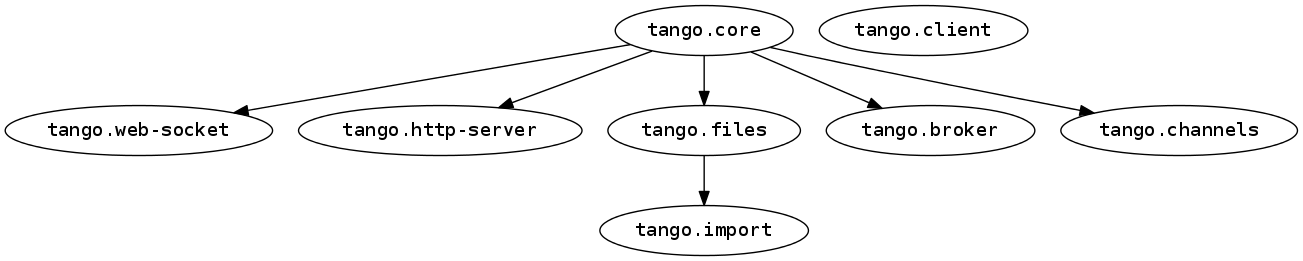 tango.core
tango.client
tango.web-socket
tango.http-server
tango.files
tango.broker
tango.channels
tango.import